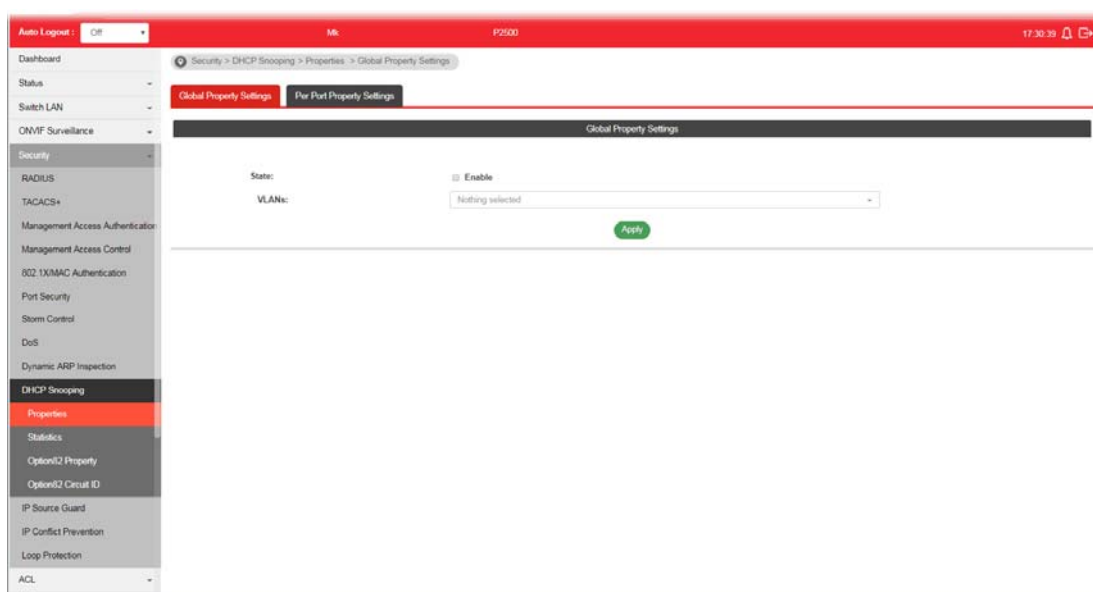 Auto Logout : Off Mk P2500 17:30:39
Dashboard
Security > DHCP Snooping > Properties > Global Property Settings
Status
Global Property Settings Per Port Property Settings
Switch LAN
ONVIF Surveillance
Global Property Settings
Security
RADIUS
State: Enable
TACACS+
VLANs: Nothing selected
Management Access Authentication
Apply
Management Access Control
802.1X/MAC Authentication
Port Security
Storm Control
DoS
Dynamic ARP Inspection
DHCP Snooping
Properties
Statistics
Option82 Property
Option82 Circuit ID
IP Source Guard
IP Conflict Prevention
Loop Protection
ACL